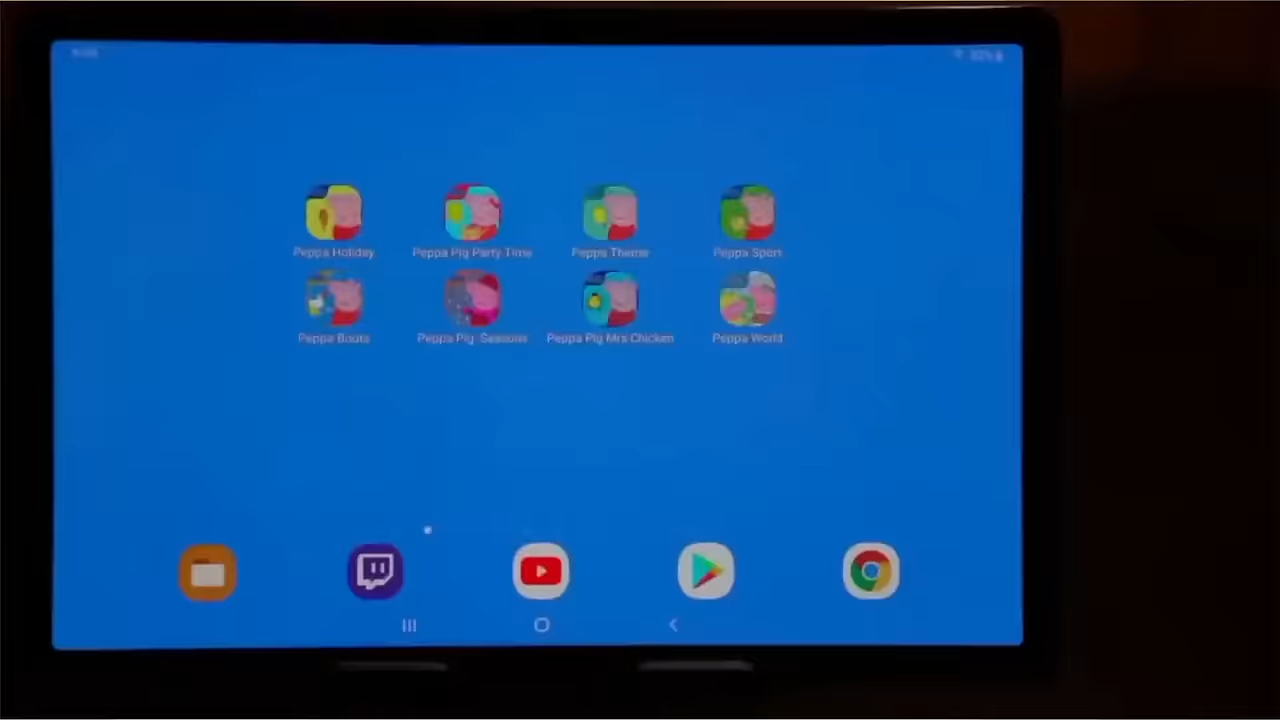 Peppa Holiday
Peppa Pig Party Time
Peppa Theme
Peppa Sport
Peppa Boots
Peppa Pig Seasons
Peppa Pig Mrs Chicken
Peppa World